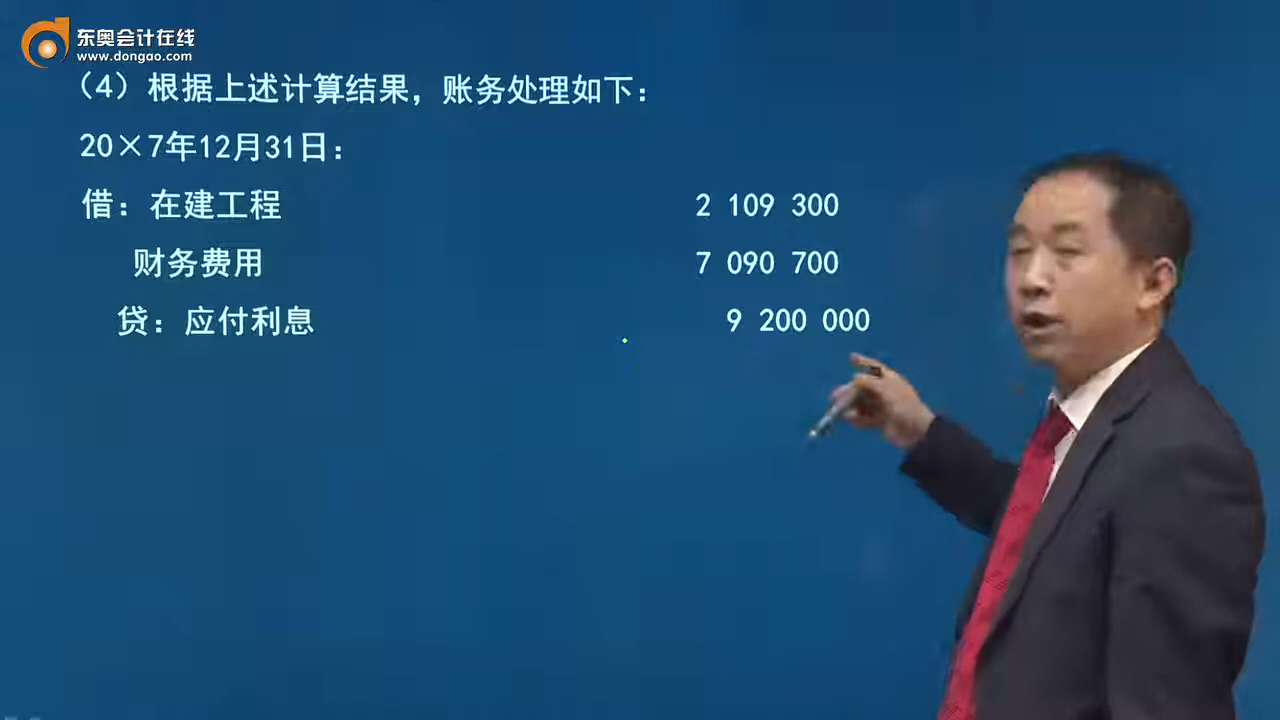 东奥会计在线
www.dongao.com
（4）根据上述计算结果，账务处理如下：
20×7年12月31日：
借：在建工程 2 109 300
财务费用 7 090 700
贷：应付利息 9 200 000